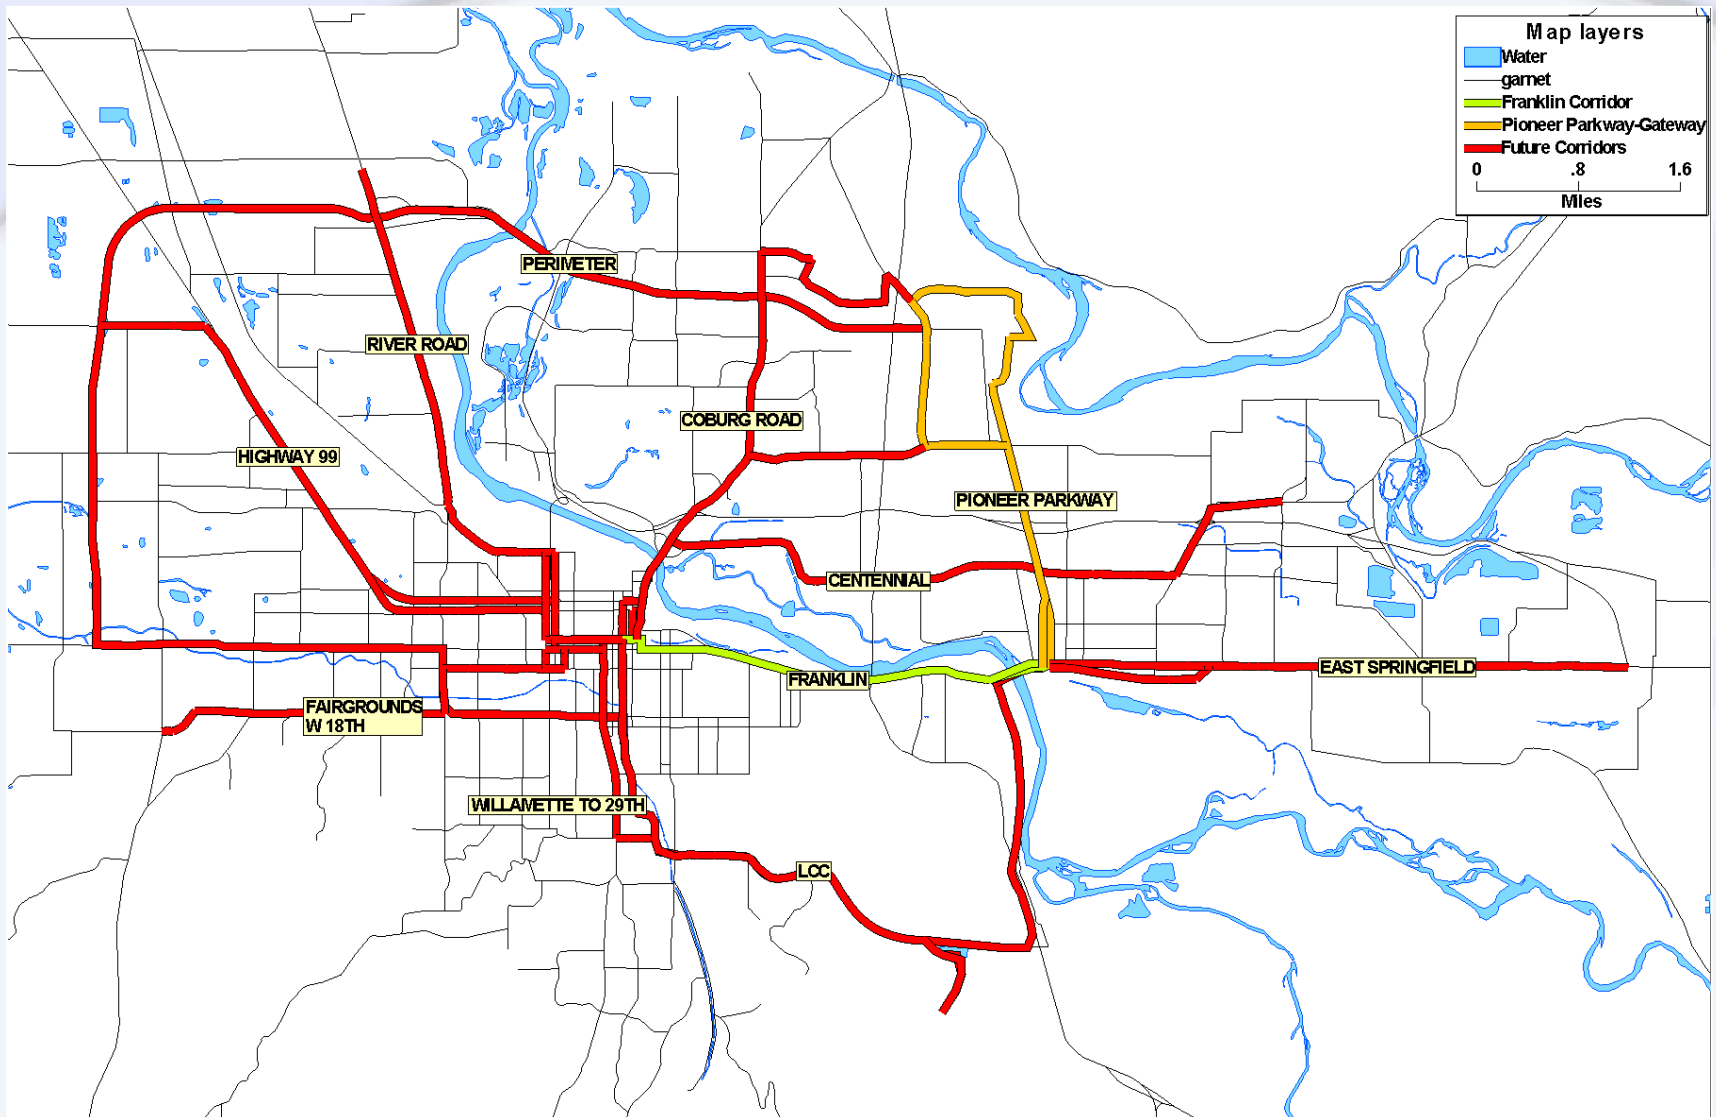 Map layers
Water
garnet
Franklin Corridor
Pioneer Parkway-Gateway
Future Corridors
0 .8 1.6
Miles
PERIMETER
RIVER ROAD
COBURG ROAD
HIGHWAY 99
PIONEER PARKWAY
CENTENNIAL
EAST SPRINGFIELD
FRANKLIN
FAIRGROUNDS
W 18TH
WILLAMETTE TO 29TH
LCC